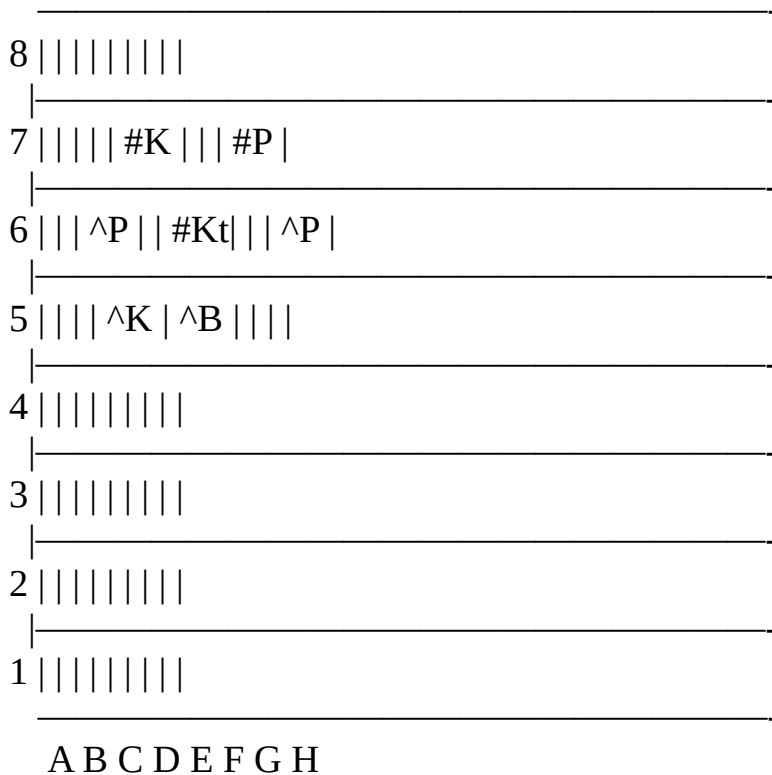 ————————————————————-
8 | | | | | | | | |
|————————————————————-
7 | | | | | #K | | | #P |
|————————————————————-
6 | | | ^P | | #Kt| | | ^P |
|————————————————————-
5 | | | | ^K | ^B | | | |
|————————————————————-
4 | | | | | | | | |
|————————————————————-
3 | | | | | | | | |
|————————————————————-
2 | | | | | | | | |
|————————————————————-
1 | | | | | | | | |
————————————————————-
A B C D E F G H